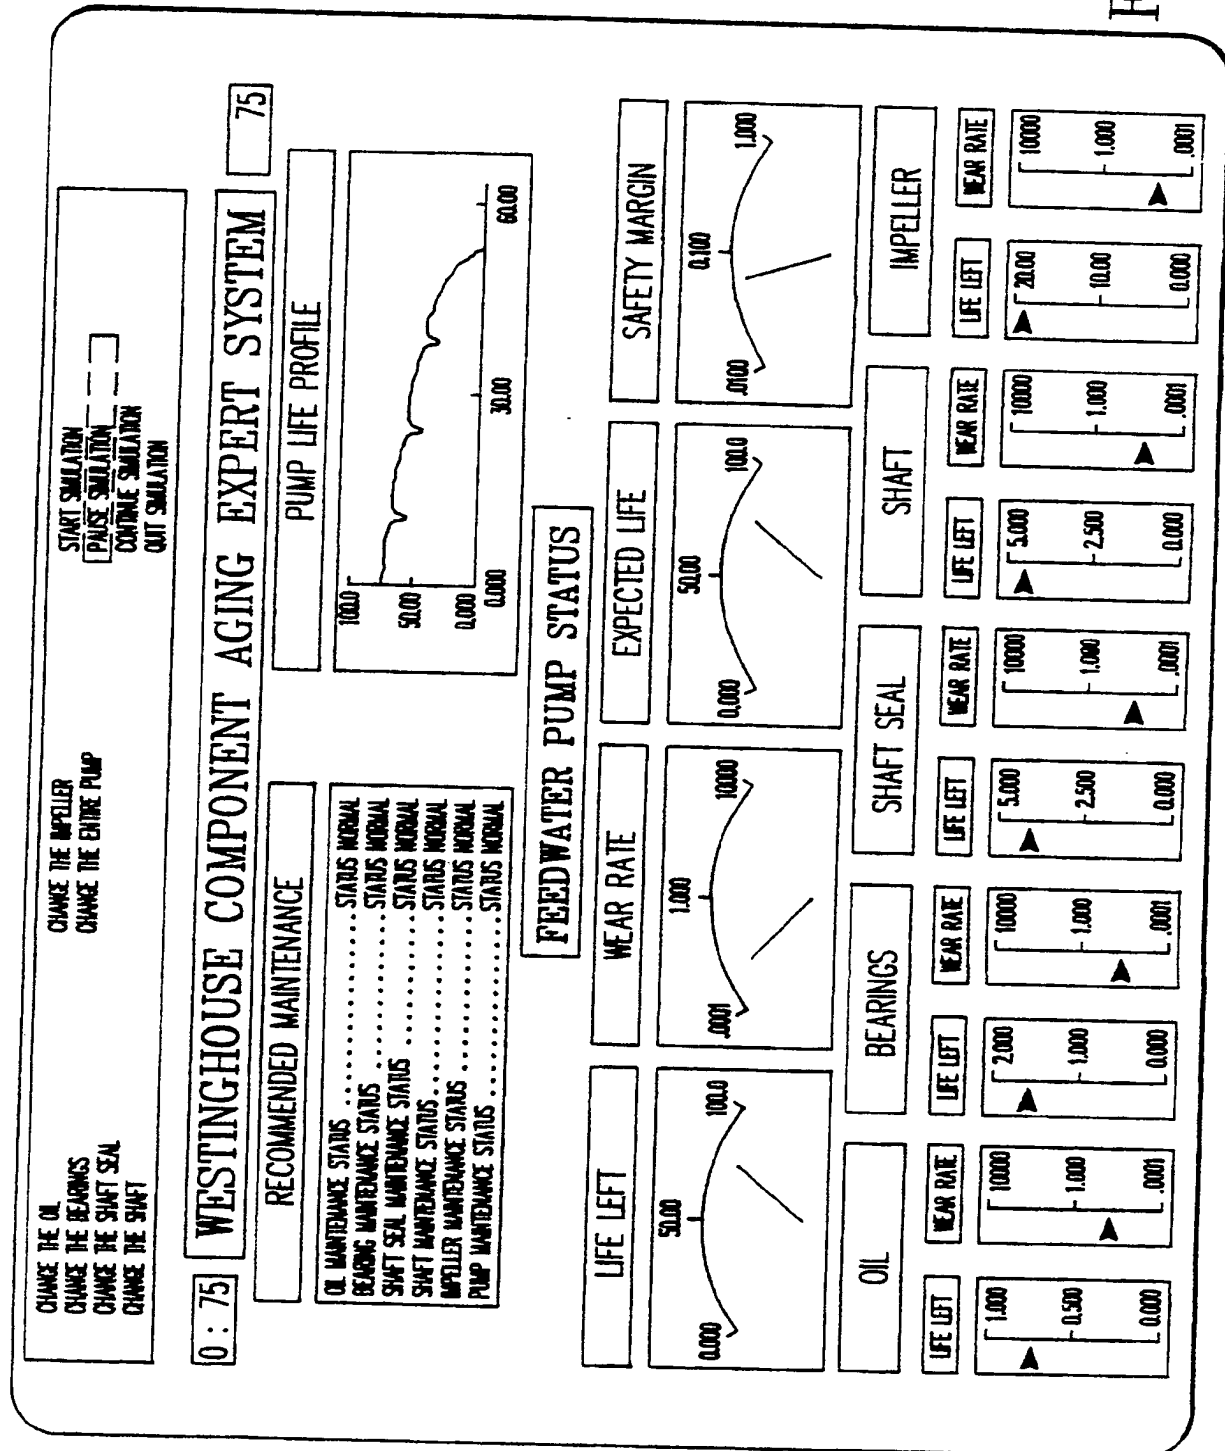 CHANGE THE OIL
CHANGE THE BEARINGS
CHANGE THE SHAFT SEAL
CHANGE THE SHAFT
CHANGE THE IMPELLER
CHANGE THE ENTIRE PUMP
START SIMULATION
PAUSE SIMULATION
CONTINUE SIMULATION
QUIT SIMULATION
0 : 75
WESTINGHOUSE COMPONENT AGING EXPERT SYSTEM
75
RECOMMENDED MAINTENANCE
OIL MAINTENANCE STATUS .................. STATUS NORMAL
BEARING MAINTENANCE STATUS .............. STATUS NORMAL
SHAFT SEAL MAINTENANCE STATUS ........... STATUS NORMAL
SHAFT MAINTENANCE STATUS................. STATUS NORMAL
IMPELLER MAINTENANCE STATUS ............. STATUS NORMAL
PUMP MAINTENANCE STATUS ................. STATUS NORMAL
PUMP LIFE PROFILE
100.0
50.00
0.000
0.000 30.00 60.00
FEEDWATER PUMP STATUS
LIFE LEFT WEAR RATE EXPECTED LIFE SAFETY MARGIN
0.000 50.00 100.0
.0001 1.000 10000
0.000 50.00 100.0
.0100 0.100 1.000
OIL BEARINGS SHAFT SEAL SHAFT IMPELLER
LIFE LEFT WEAR RATE LIFE LEFT WEAR RATE LIFE LEFT WEAR RATE LIFE LEFT WEAR RATE LIFE LEFT WEAR RATE
1.000 10000 2.000 10000 5.000 10000 5.000 10000 20.00 10000
0.500 1.000 1.000 1.000 2.500 1.000 2.500 1.000 10.00 1.000
0.000 .0001 0.000 .0001 0.000 .0001 0.000 .0001 0.000 .0001